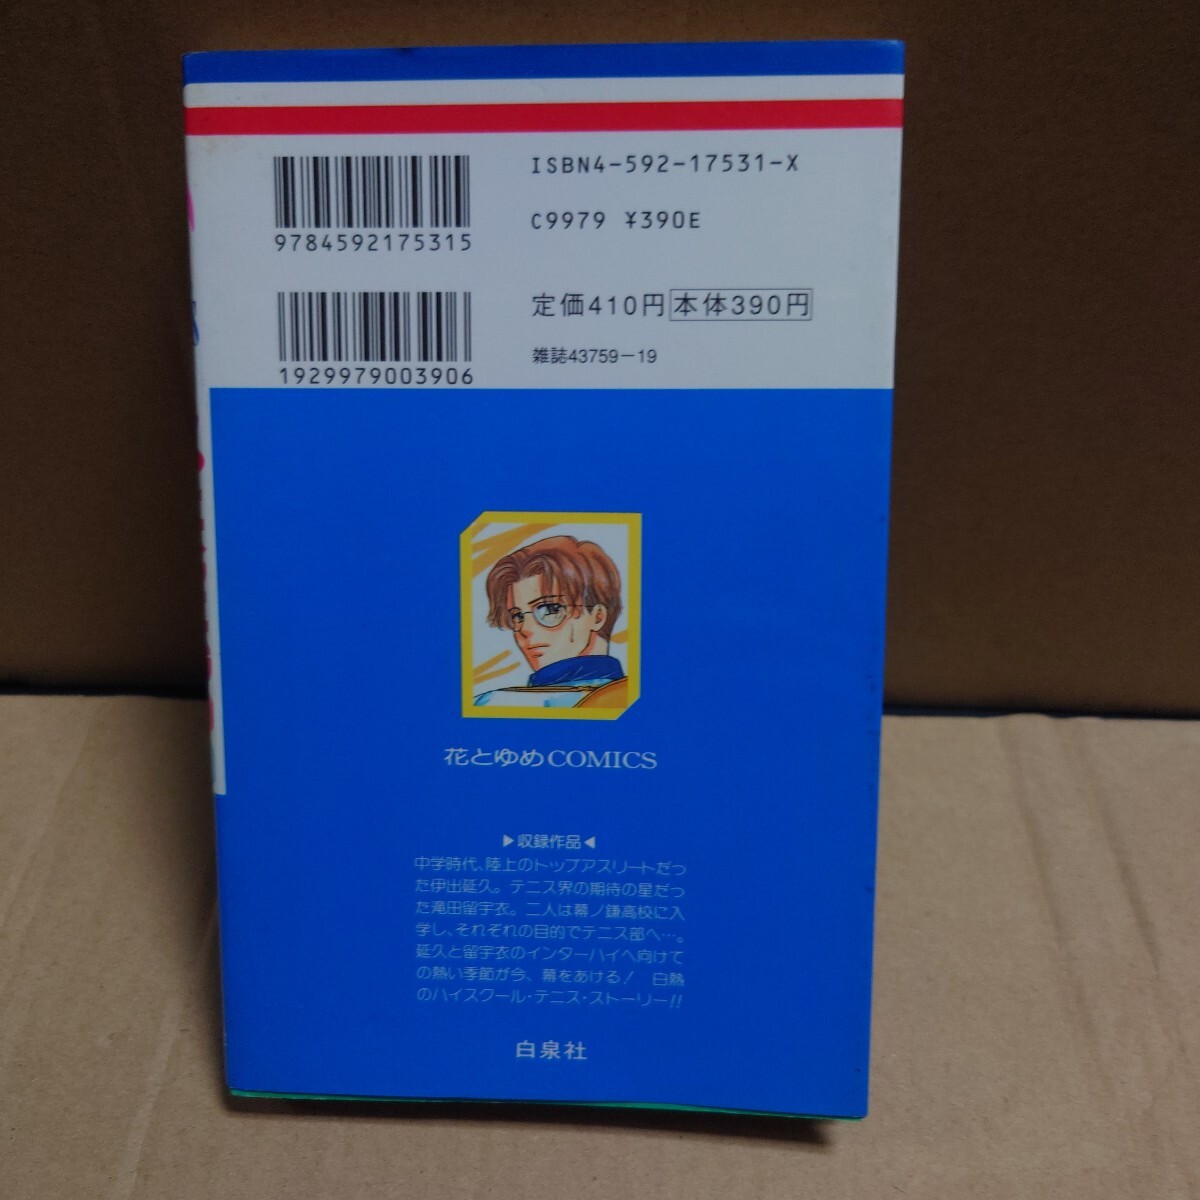 ISBN4-592-17531-X
9784592175315
C9979 ¥390E
1929979003906
定価410円 本体390円
雑誌43759-19
花とゆめCOMICS
▶収録作品◀
中学時代、陸上のトップアスリートだっ
た伊出延久。テニス界の期待の星だっ
た滝田留宇衣。二人は幕ノ鎌高校に入
学し、それぞれの目的でテニス部へ…。
延久と留宇衣のインターハイへ向けて
の熱い季節が今、幕をあける! 白熱
のハイスクール・テニス・ストーリー!!
白泉社